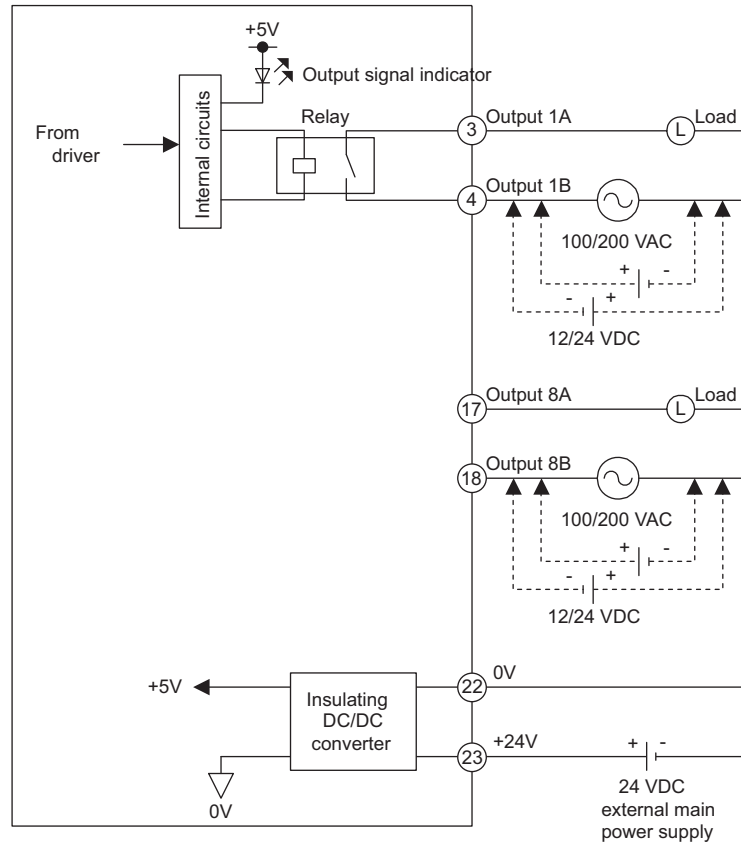 +5V
Output signal indicator
Relay
Internal circuits
From
driver
3
Output 1A
L
Load
4
Output 1B
100/200 VAC
+ -
- +
12/24 VDC
17
Output 8A
L
Load
18
Output 8B
100/200 VAC
+ -
- +
12/24 VDC
+5V
Insulating
DC/DC
converter
22
0V
23
+24V
+ -
0V
24 VDC
external main
power supply